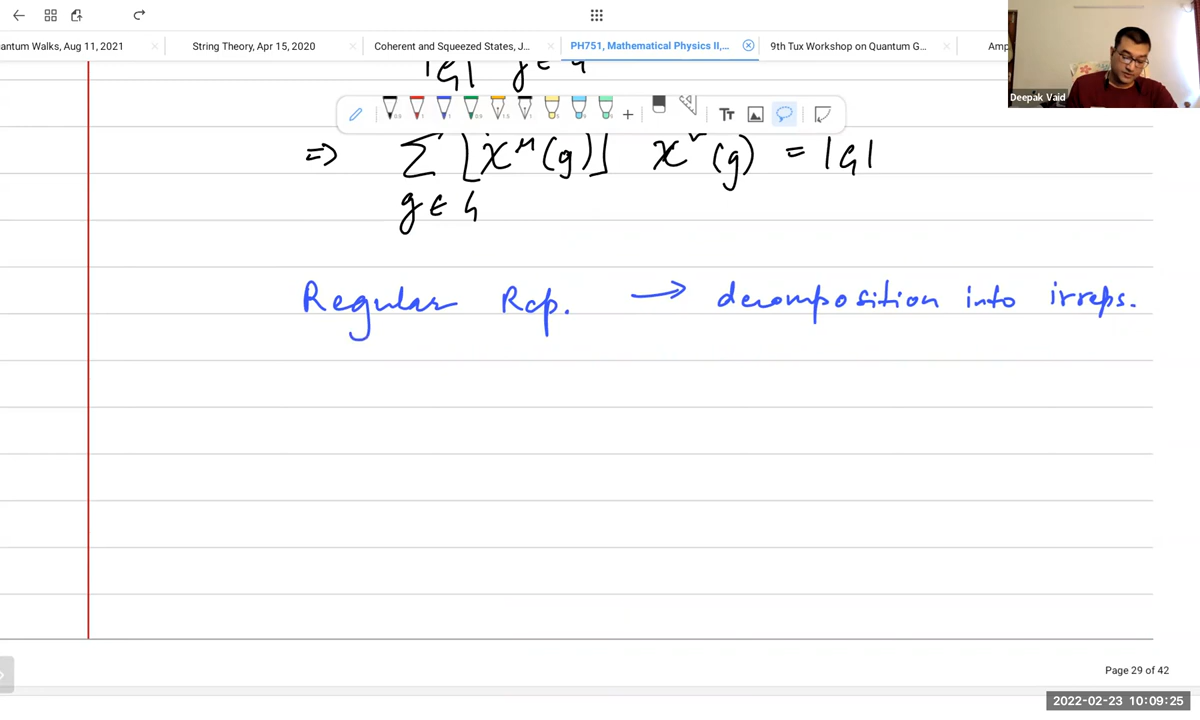 antum Walks, Aug 11, 2021 String Theory, Apr 15, 2020 Coherent and Squeezed States, J... PH751, Mathematical Physics II,... 9th Tux Workshop on Quantum G... Amp
Deepak Vaid
|G| g ∈ G
Tт
=> Σ [χ^μ(g)] χ^ν(g) = |G|
g ∈ G
Regular Rep. → decomposition into irreps.
Page 29 of 42
2022-02-23 10:09:25